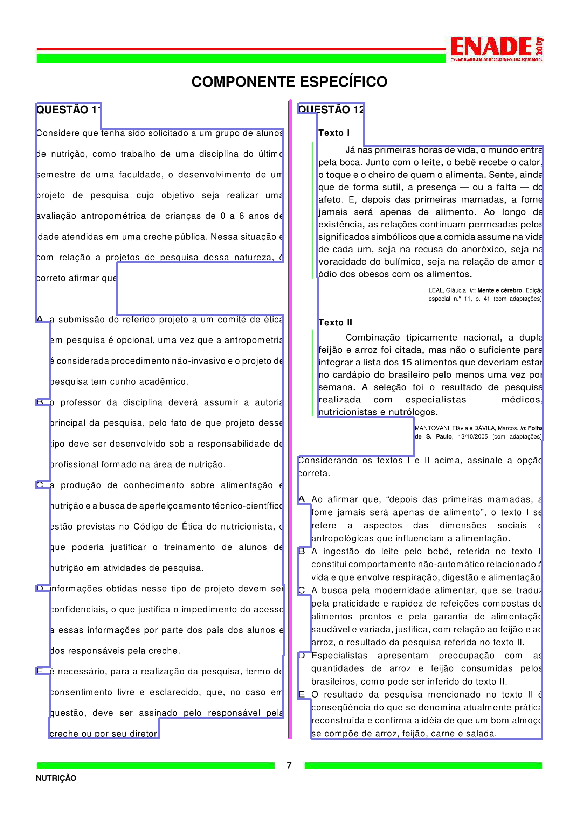 ENADE 2007
EXAME NACIONAL DE DESEMPENHO DOS ESTUDANTES
COMPONENTE ESPECÍFICO
QUESTÃO 11
Considere que tenha sido solicitado a um grupo de alunos
de nutrição, como trabalho de uma disciplina do último
semestre de uma faculdade, o desenvolvimento de um
projeto de pesquisa cujo objetivo seja realizar uma
avaliação antropométrica de crianças de 0 a 6 anos de
idade atendidas em uma creche pública. Nessa situação e
com relação a projetos de pesquisa dessa natureza, é
correto afirmar que
A a submissão do referido projeto a um comitê de ética
em pesquisa é opcional, uma vez que a antropometria
é considerada procedimento não-invasivo e o projeto de
pesquisa tem cunho acadêmico.
B o professor da disciplina deverá assumir a autoria
principal da pesquisa, pelo fato de que projeto desse
tipo deve ser desenvolvido sob a responsabilidade de
profissional formado na área de nutrição.
C a produção de conhecimento sobre alimentação e
nutrição e a busca de aperfeiçoamento técnico-científico
estão previstas no Código de Ética do nutricionista, o
que poderia justificar o treinamento de alunos de
nutrição em atividades de pesquisa.
D informações obtidas nesse tipo de projeto devem ser
confidenciais, o que justifica o impedimento do acesso
a essas informações por parte dos pais dos alunos e
dos responsáveis pela creche.
E é necessário, para a realização da pesquisa, termo de
consentimento livre e esclarecido, que, no caso em
questão, deve ser assinado pelo responsável pela
creche ou por seu diretor.
QUESTÃO 12
Texto I
Já nas primeiras horas de vida, o mundo entra
pela boca. Junto com o leite, o bebê recebe o calor,
o toque e o cheiro de quem o alimenta. Sente, ainda
que de forma sutil, a presença — ou a falta — do
afeto. E, depois das primeiras mamadas, a fome
jamais será apenas de alimento. Ao longo da
existência, as relações continuam permeadas pelos
significados simbólicos que a comida assume na vida
de cada um, seja na recusa do anoréxico, seja na
voracidade do bulímico, seja na relação de amor e
ódio dos obesos com os alimentos.
LEAL, Gláucia. In: Mente e cérebro, Edição
especial n.º 11, p. 41 (com adaptações).
Texto II
Combinação tipicamente nacional, a dupla
feijão e arroz foi citada, mas não o suficiente para
integrar a lista dos 15 alimentos que deveriam estar
no cardápio do brasileiro pelo menos uma vez por
semana. A seleção foi o resultado de pesquisa
realizada com especialistas médicos,
nutricionistas e nutrólogos.
MANTOVANI, Flávia e DÁVILA, Marcos. In: Folha
de S. Paulo, 13/10/2005 (com adaptações).
Considerando os textos I e II acima, assinale a opção
correta.
A Ao afirmar que, "depois das primeiras mamadas, a
fome jamais será apenas de alimento", o texto I se
refere a aspectos das dimensões sociais e
antropológicas que influenciam a alimentação.
B A ingestão do leite pelo bebê, referida no texto I,
constitui comportamento não-automático relacionado à
vida e que envolve respiração, digestão e alimentação.
C A busca pela modernidade alimentar, que se traduz
pela praticidade e rapidez de refeições compostas de
alimentos prontos e pela garantia de alimentação
saudável e variada, justifica, com relação ao feijão e ao
arroz, o resultado da pesquisa referida no texto II.
D Especialistas apresentam preocupação com as
quantidades de arroz e feijão consumidas pelos
brasileiros, como pode ser inferido do texto II.
E O resultado da pesquisa mencionado no texto II é
conseqüência do que se denomina atualmente prática
reconstruída e confirma a idéia de que um bom almoço
se compõe de arroz, feijão, carne e salada.
7
NUTRIÇÃO